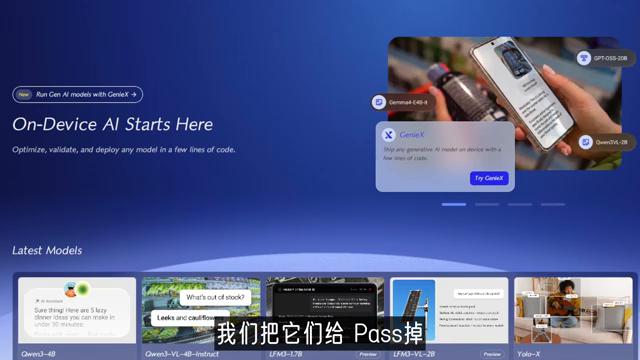 New Run Gen AI models with GenieX →
On-Device AI Starts Here
Optimize, validate, and deploy any model in a few lines of code.
GPT-OSS-20B
Gemma4-E4B-it
GenieX
Ship any generative AI model on device with a
few lines of code.
Try GenieX
Qwen3VL-2B
Latest Models
AI Assistant
Sure! Here are 5 lazy
dinner ideas you can make in
under 30 minutes:
What's out of stock?
Leeks and cauliflow
Qwen3-4B
Qwen3-VL-4B-Instruct
LFM3-1.7B
Preview
LFM3-VL-2B
Preview
Yolo-X
我们把它们给 Pass掉